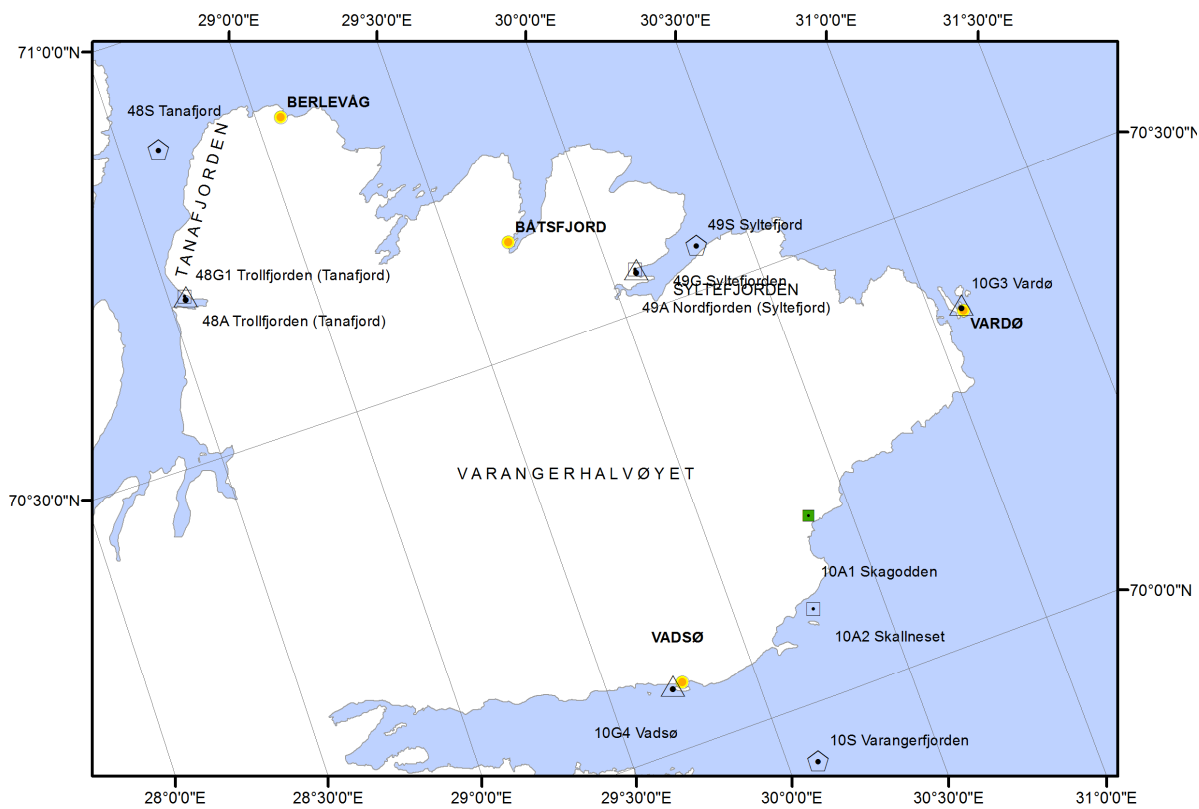 29°0'0"E
29°30'0"E
30°0'0"E
30°30'0"E
31°0'0"E
31°30'0"E
71°0'0"N
BERLEVÅG
48S Tanafjord
70°30'0"N
TANAFJORDEN
BÅTSFJORD
49S Syltefjord
48G1 Trollfjorden (Tanafjord)
49G Syltefjorden
SYLTEFJORDEN
10G3 Vardø
49A Nordfjorden (Syltefjord)
48A Trollfjorden (Tanafjord)
VARDØ
VARANGERHALVØYET
70°30'0"N
10A1 Skagodden
70°0'0"N
VADSØ
10A2 Skallneset
10G4 Vadsø
10S Varangerfjorden
28°0'0"E
28°30'0"E
29°0'0"E
29°30'0"E
30°0'0"E
30°30'0"E
31°0'0"E